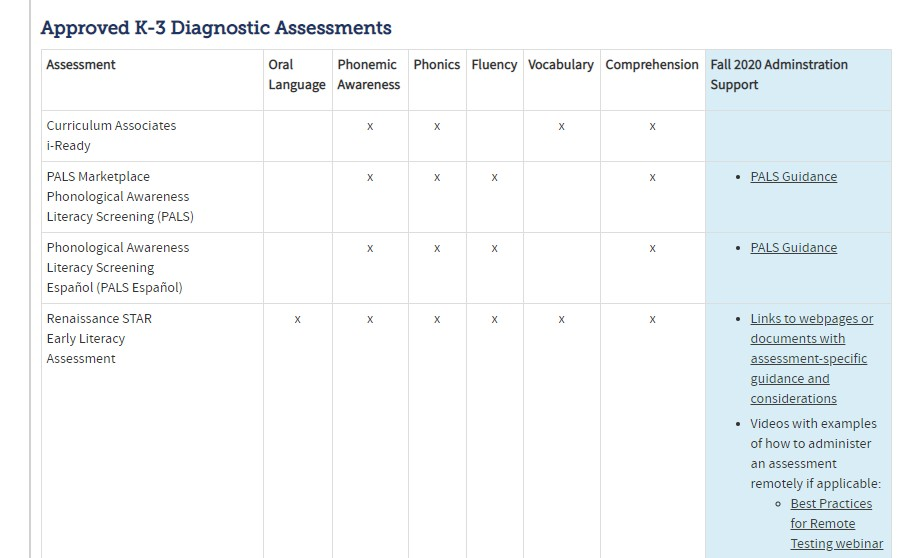 Approved K-3 Diagnostic Assessments
Assessment Oral Language Phonemic Awareness Phonics Fluency Vocabulary Comprehension Fall 2020 Adminstration Support
Curriculum Associates x x x x
i-Ready
PALS Marketplace x x x x • PALS Guidance
Phonological Awareness
Literacy Screening (PALS)
Phonological Awareness x x x x • PALS Guidance
Literacy Screening
Español (PALS Español)
Renaissance STAR x x x x x x • Links to webpages or
Early Literacy documents with
Assessment assessment-specific
guidance and
considerations
• Videos with examples
of how to administer
an assessment
remotely if applicable:
◦ Best Practices
for Remote
Testing webinar